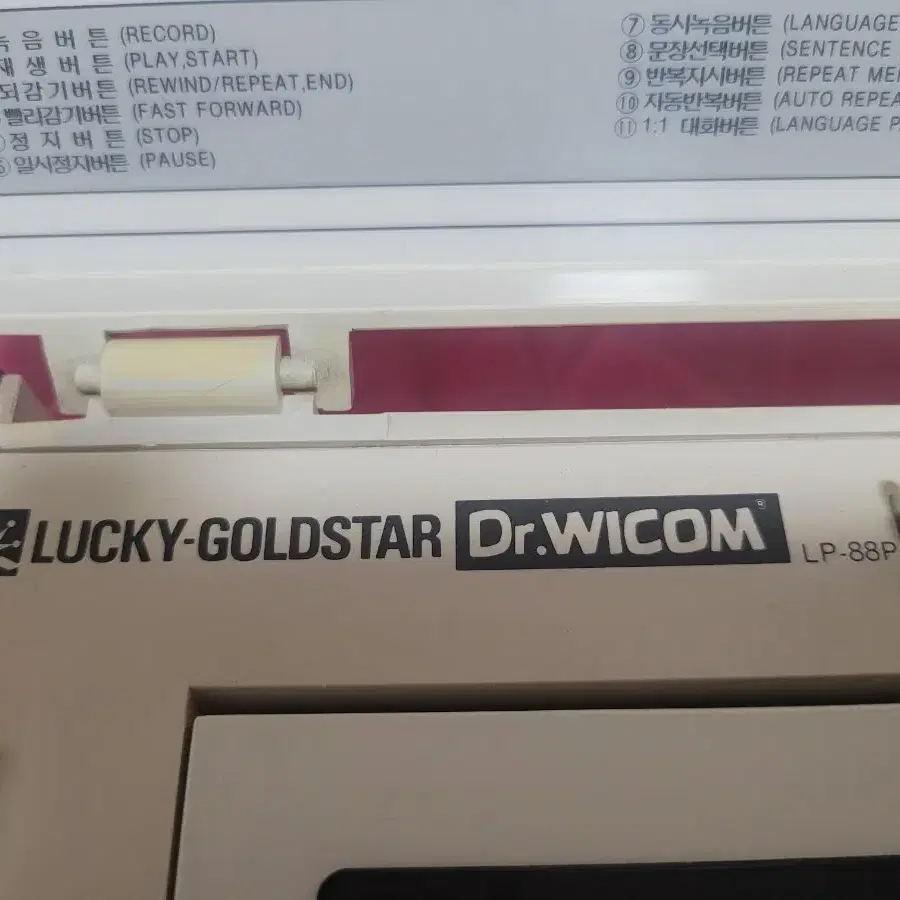 녹 음 버 튼 (RECORD)
재 생 버 튼 (PLAY,START)
되감기버튼 (REWIND/REPEAT,END)
빨리감기버튼 (FAST FORWARD)
정 지 버 튼 (STOP)
⑥ 일시정지버튼 (PAUSE)
⑦ 동시녹음버튼 (LANGUAGE
⑧ 문장선택버튼 (SENTENCE
⑨ 반복지시버튼 (REPEAT ME
⑩ 자동반복버튼 (AUTO REPEA
⑪ 1:1 대화버튼 (LANGUAGE P
LUCKY-GOLDSTAR Dr.WICOM® LP-88P